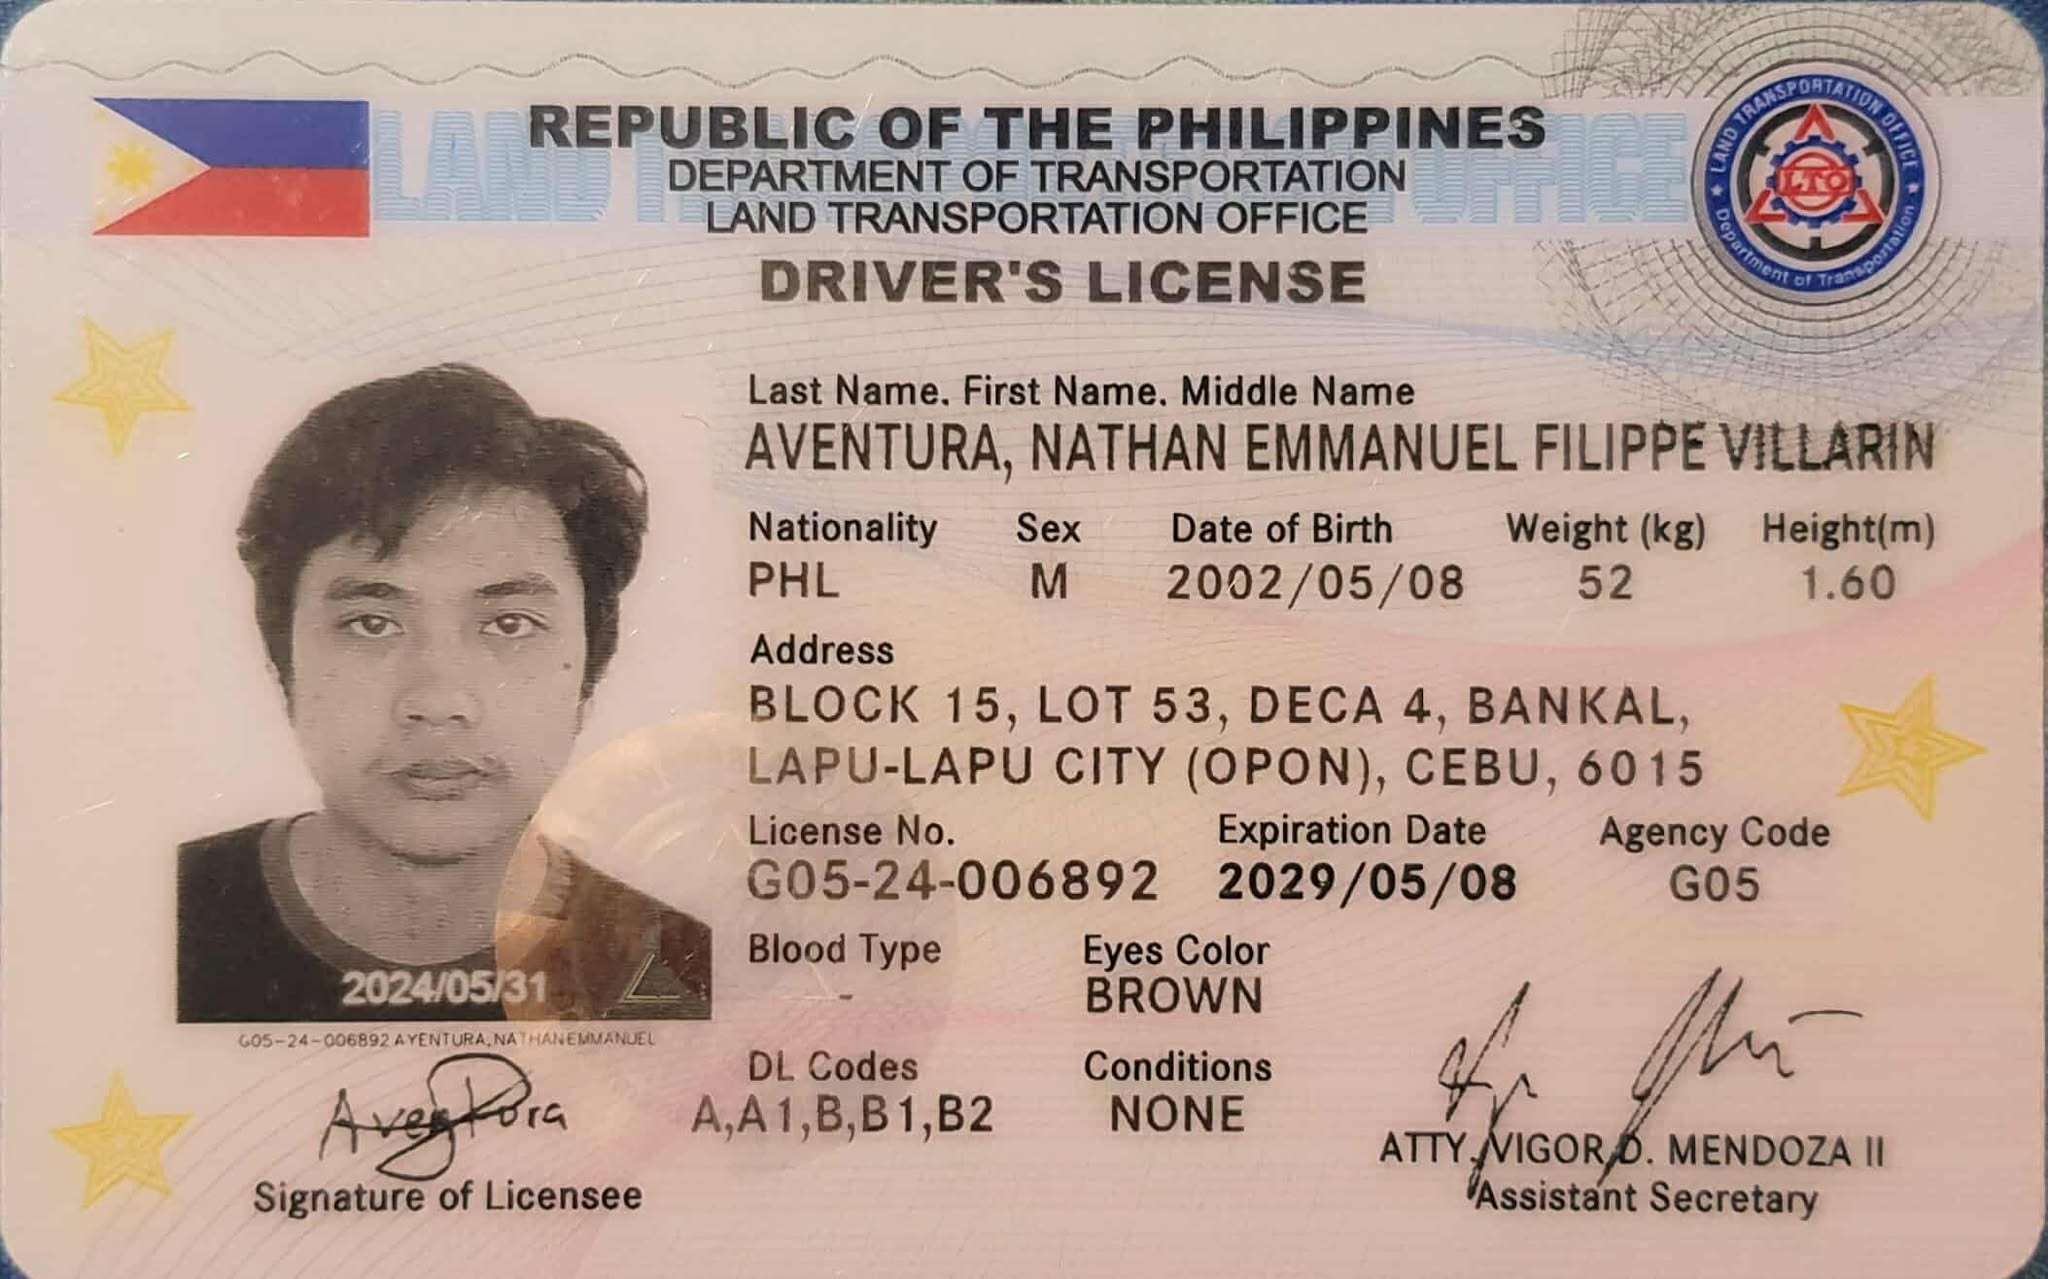 LAND TRANSPORTATION OFFICE
REPUBLIC OF THE PHILIPPINES
DEPARTMENT OF TRANSPORTATION
LAND TRANSPORTATION OFFICE
DRIVER'S LICENSE
LAND TRANSPORTATION OFFICE
LTO
Department of Transportation
Last Name. First Name. Middle Name
AVENTURA, NATHAN EMMANUEL FILIPPE VILLARIN
Nationality Sex Date of Birth Weight (kg) Height(m)
PHL M 2002/05/08 52 1.60
Address
BLOCK 15, LOT 53, DECA 4, BANKAL,
LAPU-LAPU CITY (OPON), CEBU, 6015
License No. Expiration Date Agency Code
G05-24-006892 2029/05/08 G05
Blood Type Eyes Color
- BROWN
DL Codes Conditions
A,A1,B,B1,B2 NONE
2024/05/31
G05-24-006892 AVENTURA, NATHANEMMANUEL
Aventura
Signature of Licensee
ATTY. VIGOR D. MENDOZA II
Assistant Secretary